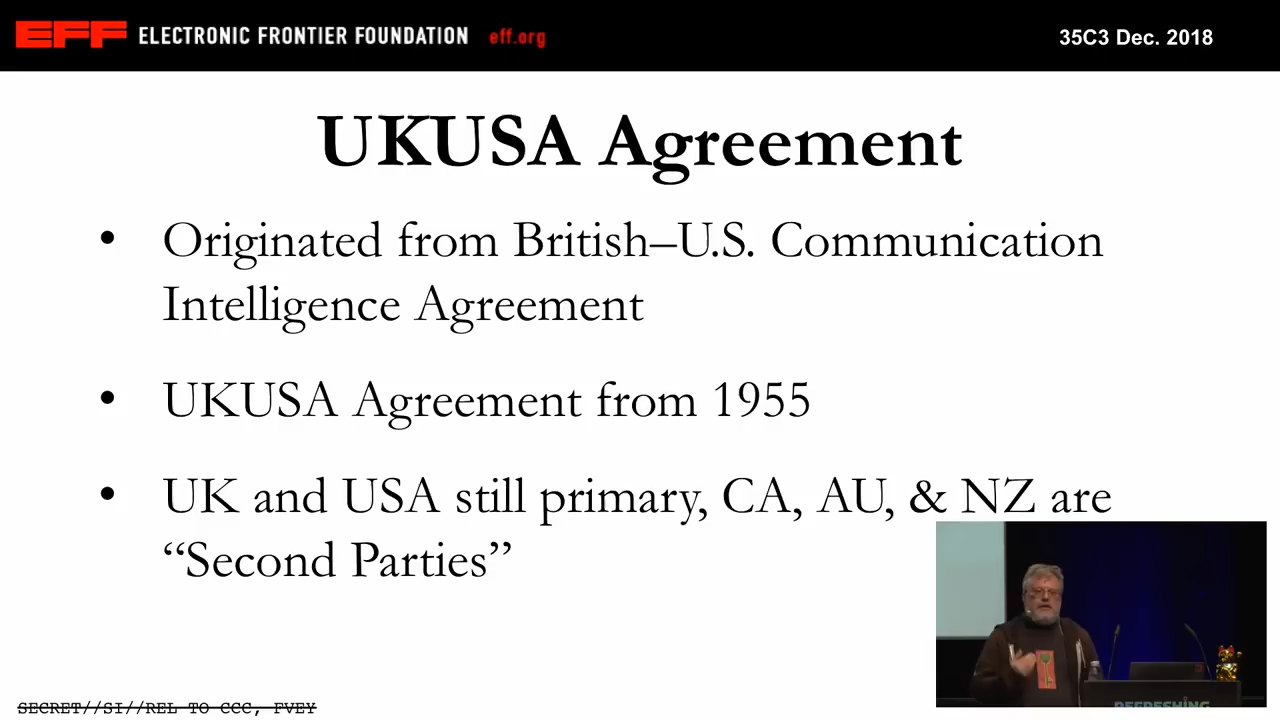 EFF ELECTRONIC FRONTIER FOUNDATION eff.org
35C3 Dec. 2018
UKUSA Agreement
• Originated from British–U.S. Communication
Intelligence Agreement
• UKUSA Agreement from 1955
• UK and USA still primary, CA, AU, & NZ are
“Second Parties”
REFRESHING
SECRET//SI//REL TO CCC, FVEY